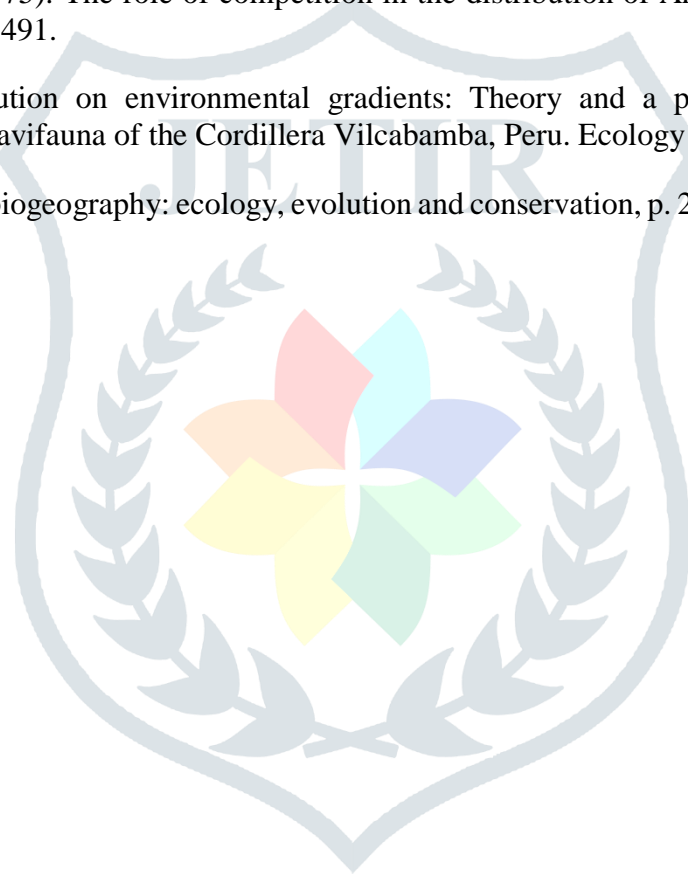 75). The role of competition in the distribution of
491.
ution on environmental gradients: Theory and a p
avifauna of the Cordillera Vilcabamba, Peru. Ecology
biogeography: ecology, evolution and conservation, p. 2
JETIR